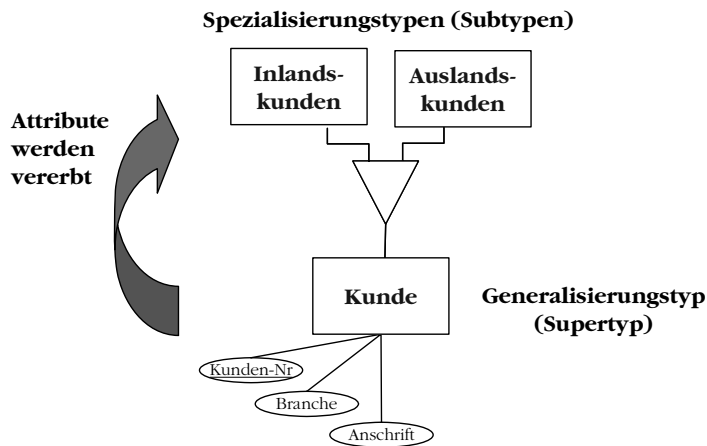 Spezialisierungstypen (Subtypen)
Inlands-
kunden
Auslands-
kunden
Attribute
werden
vererbt
Kunde
Generalisierungstyp
(Supertyp)
Kunden-Nr
Branche
Anschrift